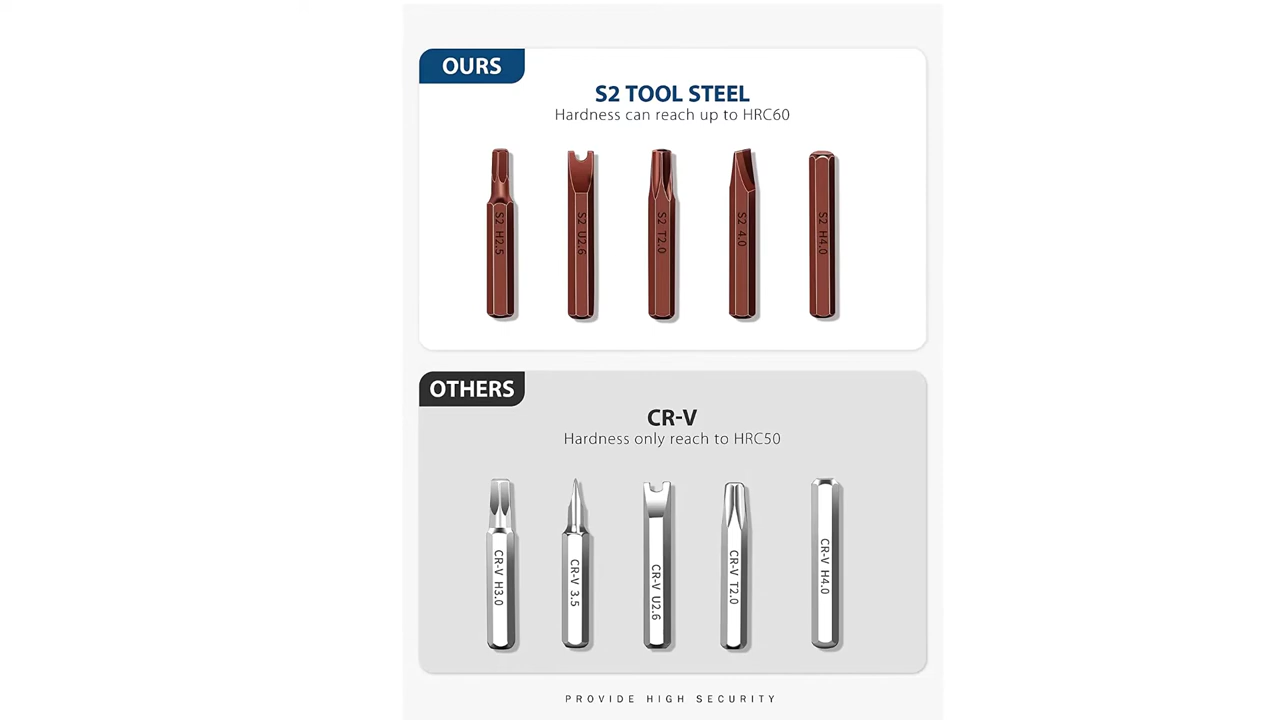 OURS
S2 TOOL STEEL
Hardness can reach up to HRC60
S2 H2.5
S2 U2.6
S2 T2.0
S2 4.0
S2 H4.0
OTHERS
CR-V
Hardness only reach to HRC50
CR-V H3.0
CR-V 3.5
CR-V U2.6
CR-V T2.0
CR-V H4.0
PROVIDE HIGH SECURITY